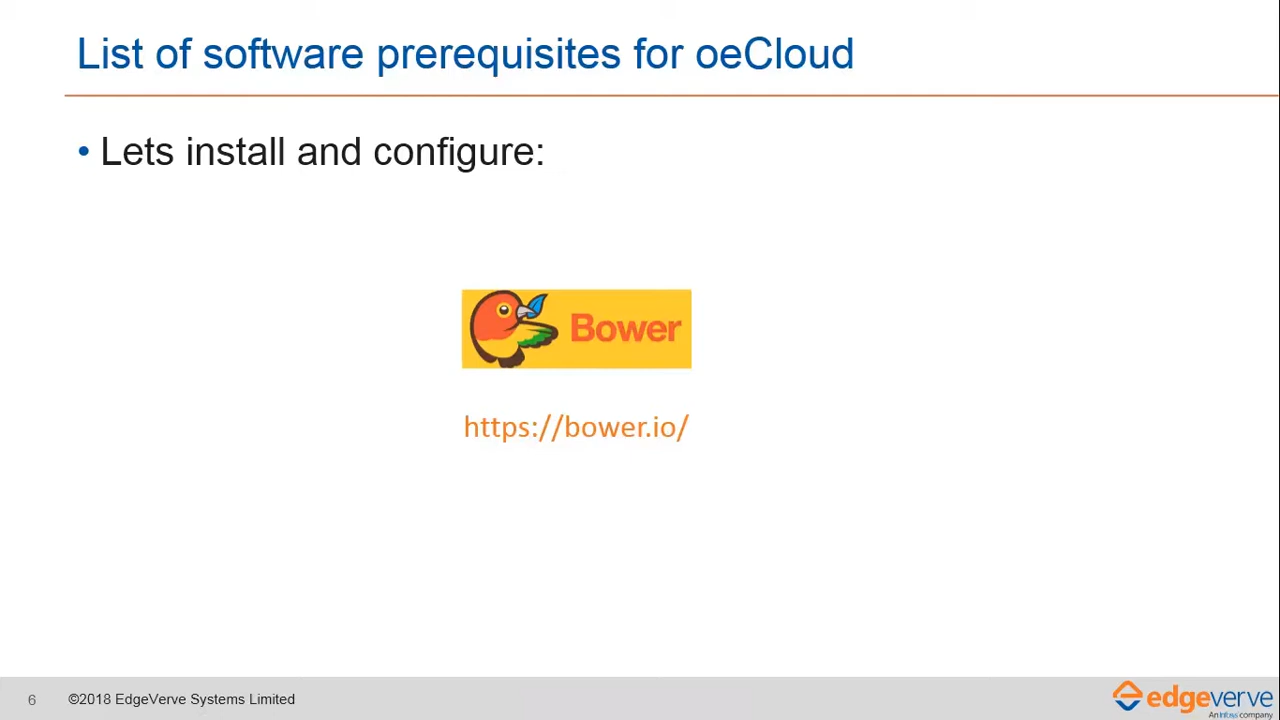 List of software prerequisites for oeCloud
• Lets install and configure:
Bower
https://bower.io/
6
©2018 EdgeVerve Systems Limited
edgeverve
An Infosys company